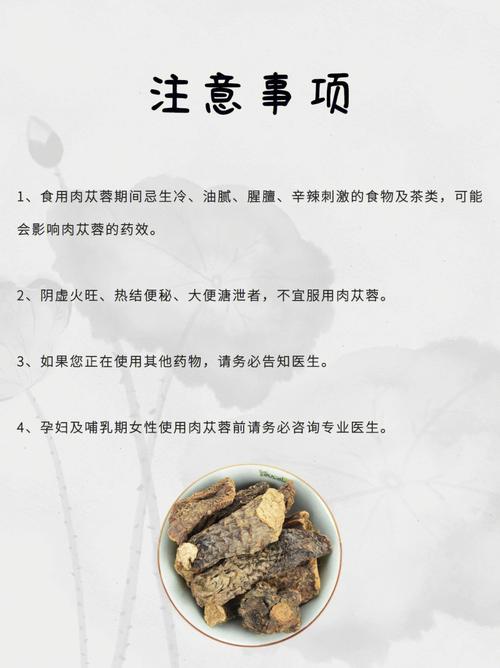 注意事项
1、食用肉苁蓉期间忌生冷、油腻、腥膻、辛辣刺激的食物及茶类，可能
会影响肉苁蓉的药效。
2、阴虚火旺、热结便秘、大便溏泄者，不宜服用肉苁蓉。
3、如果您正在使用其他药物，请务必告知医生。
4、孕妇及哺乳期女性使用肉苁蓉前请务必咨询专业医生。